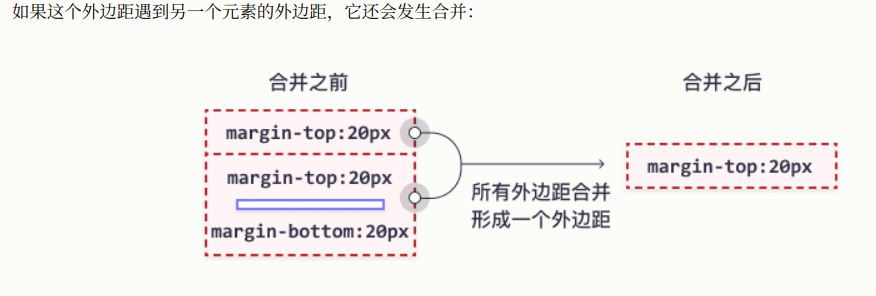 如果这个外边距遇到另一个元素的外边距，它还会发生合并：
合并之前
合并之后
margin-top:20px
margin-top:20px
margin-bottom:20px
所有外边距合并
形成一个外边距
margin-top:20px